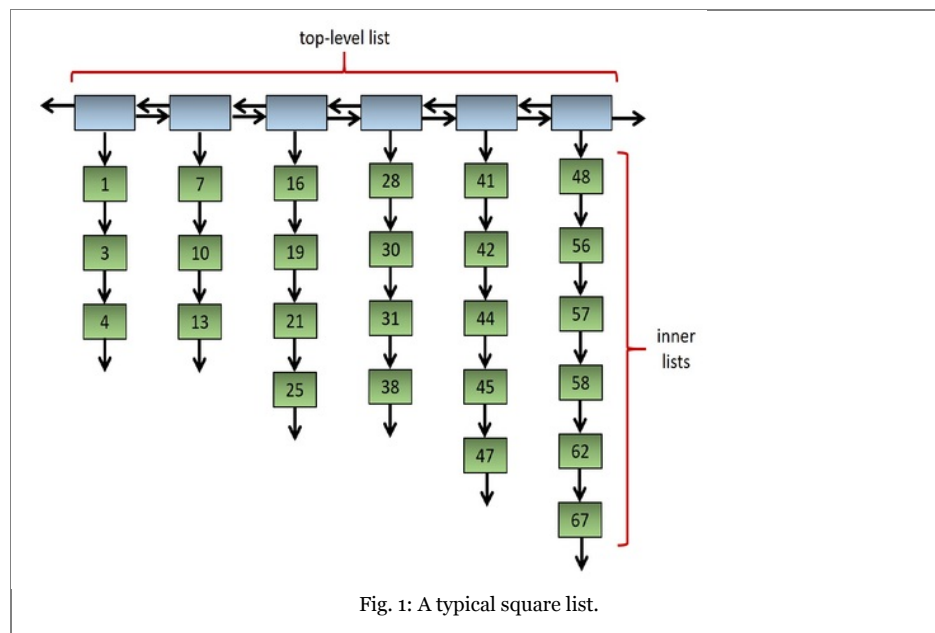 top-level list
1 7 16 28 41 48
3 10 19 30 42 56
4 13 21 31 44 57
inner
lists
25 38 45 58
47 62
67
Fig. 1: A typical square list.